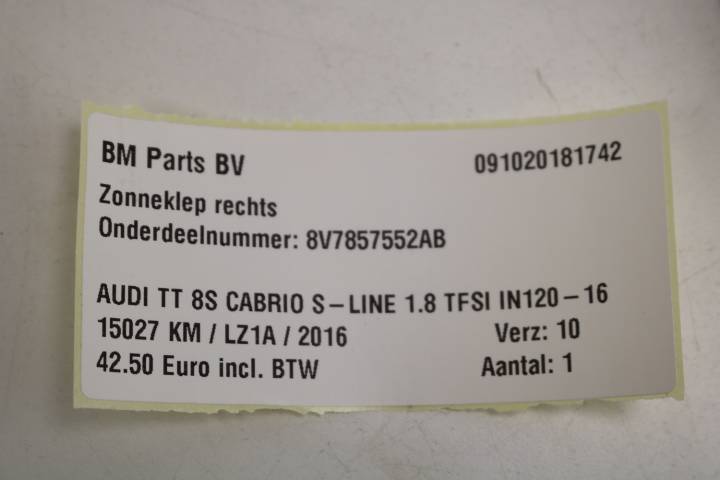 BM Parts BV 091020181742
Zonneklep rechts
Onderdeelnummer: 8V7857552AB
AUDI TT 8S CABRIO S-LINE 1.8 TFSI IN120-16
15027 KM / LZ1A / 2016 Verz: 10
42.50 Euro incl. BTW Aantal: 1